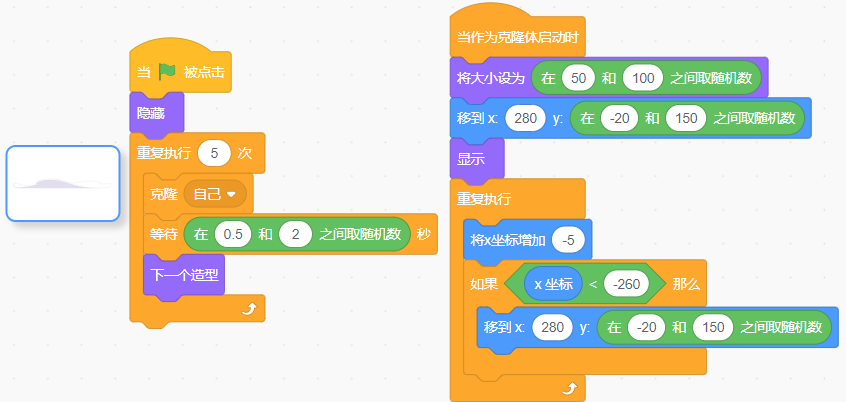 当 被点击
隐藏
重复执行 5 次
克隆 自己
等待 在 0.5 和 2 之间取随机数 秒
下一个造型
当作为克隆体启动时
将大小设为 在 50 和 100 之间取随机数
移到 x: 280 y: 在 -20 和 150 之间取随机数
显示
重复执行
将x坐标增加 -5
如果 x 坐标 < -260 那么
移到 x: 280 y: 在 -20 和 150 之间取随机数